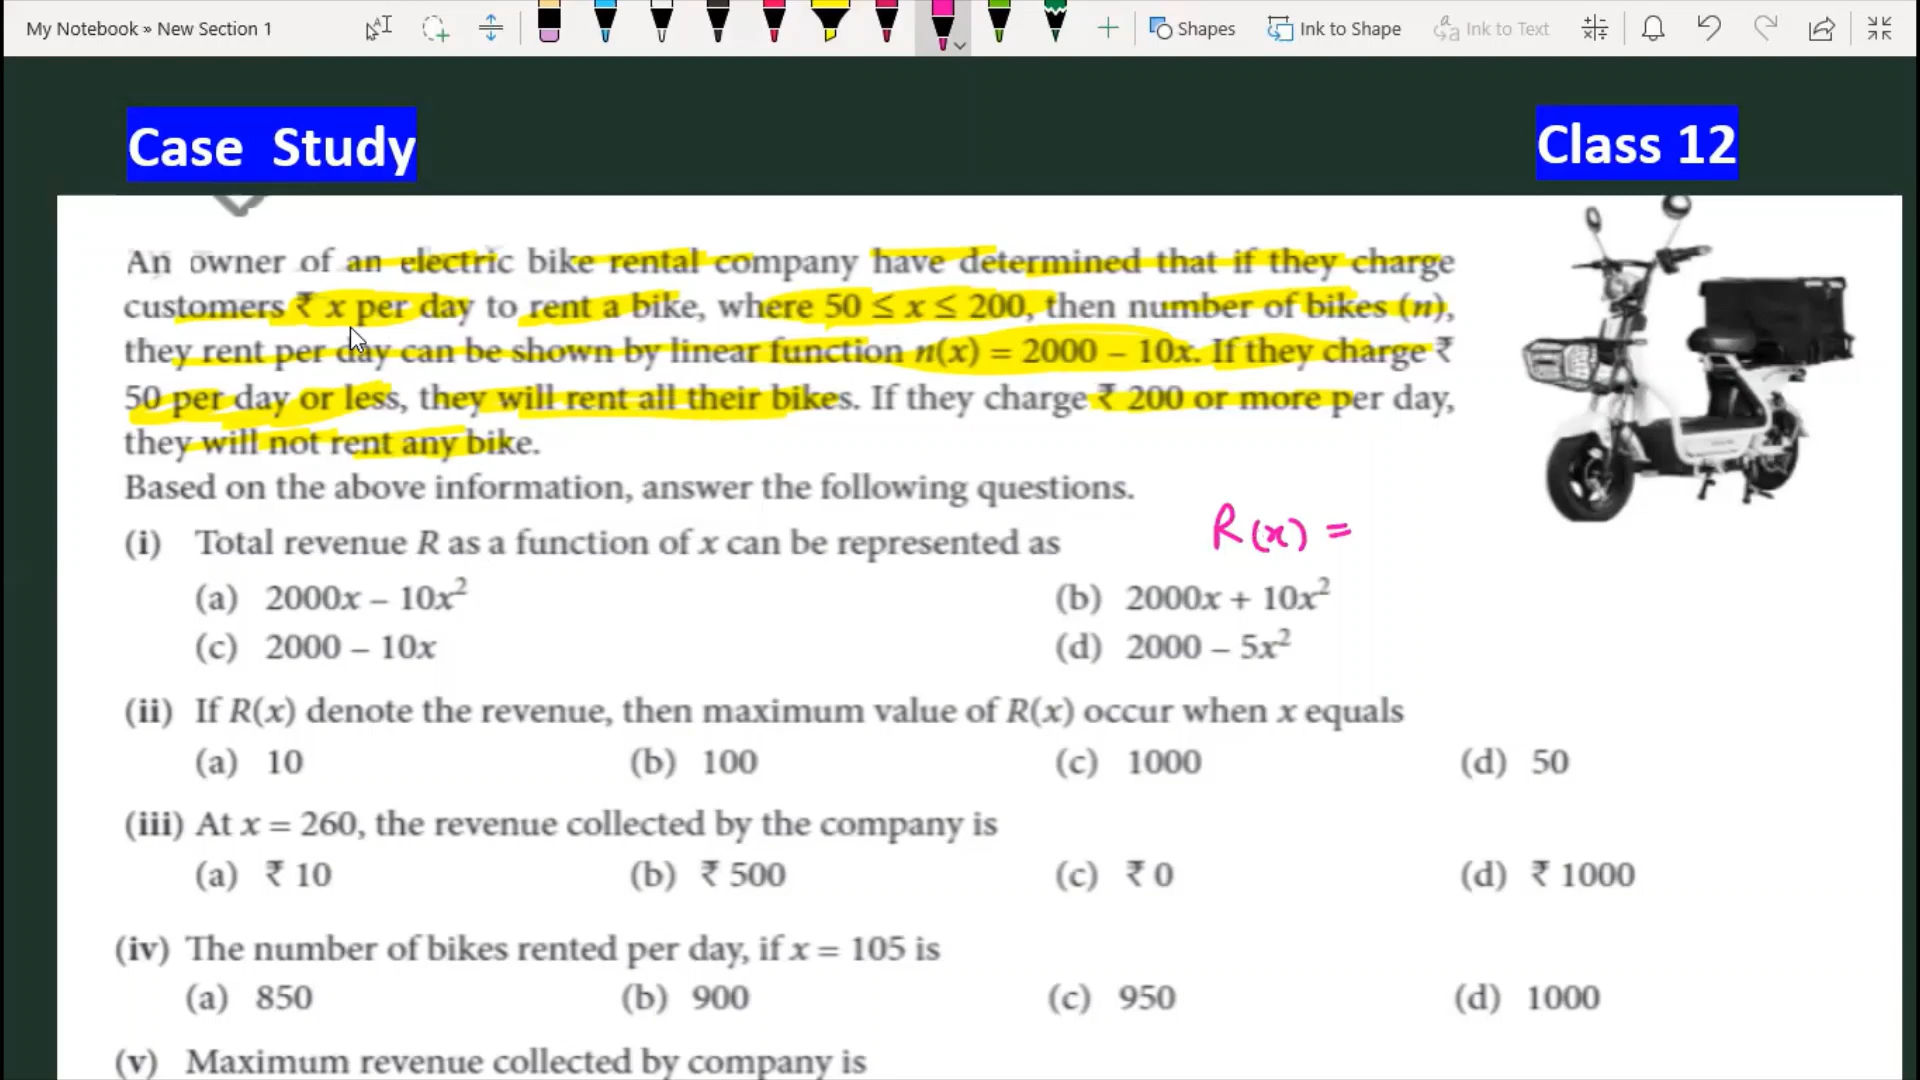 My Notebook » New Section 1
Shapes
Ink to Shape
Ink to Text
Case Study
Class 12
An owner of an electric bike rental company have determined that if they charge
customers ₹ x per day to rent a bike, where 50 ≤ x ≤ 200, then number of bikes (n),
they rent per day can be shown by linear function n(x) = 2000 – 10x. If they charge ₹
50 per day or less, they will rent all their bikes. If they charge ₹ 200 or more per day,
they will not rent any bike.
Based on the above information, answer the following questions.
R(x) =
(i) Total revenue R as a function of x can be represented as
(a) 2000x – 10x² (b) 2000x + 10x²
(c) 2000 – 10x (d) 2000 – 5x²
(ii) If R(x) denote the revenue, then maximum value of R(x) occur when x equals
(a) 10 (b) 100 (c) 1000 (d) 50
(iii) At x = 260, the revenue collected by the company is
(a) ₹ 10 (b) ₹ 500 (c) ₹ 0 (d) ₹ 1000
(iv) The number of bikes rented per day, if x = 105 is
(a) 850 (b) 900 (c) 950 (d) 1000
(v) Maximum revenue collected by company is